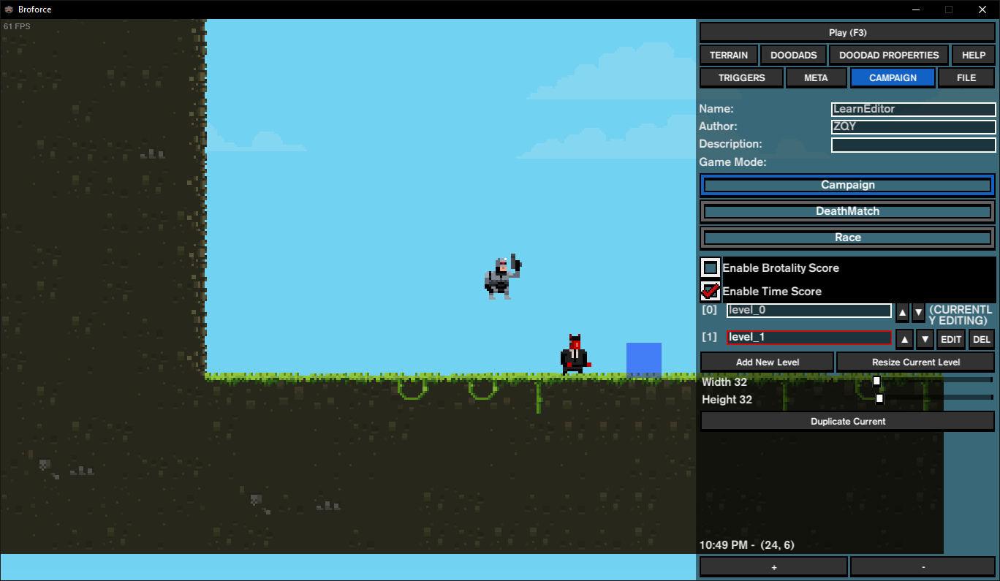 Broforce
61 FPS
Play (F3)
TERRAIN DOODADS DOODAD PROPERTIES HELP
TRIGGERS META CAMPAIGN FILE
Name: LearnEditor
Author: ZQY
Description:
Game Mode:
Campaign
DeathMatch
Race
Enable Brotality Score
Enable Time Score
[0] level_0 ▲ ▼ (CURRENTL
Y EDITING)
[1] level_1 ▲ ▼ EDIT DEL
Add New Level Resize Current Level
Width 32
Height 32
Duplicate Current
10:49 PM - (24, 6)
+ -